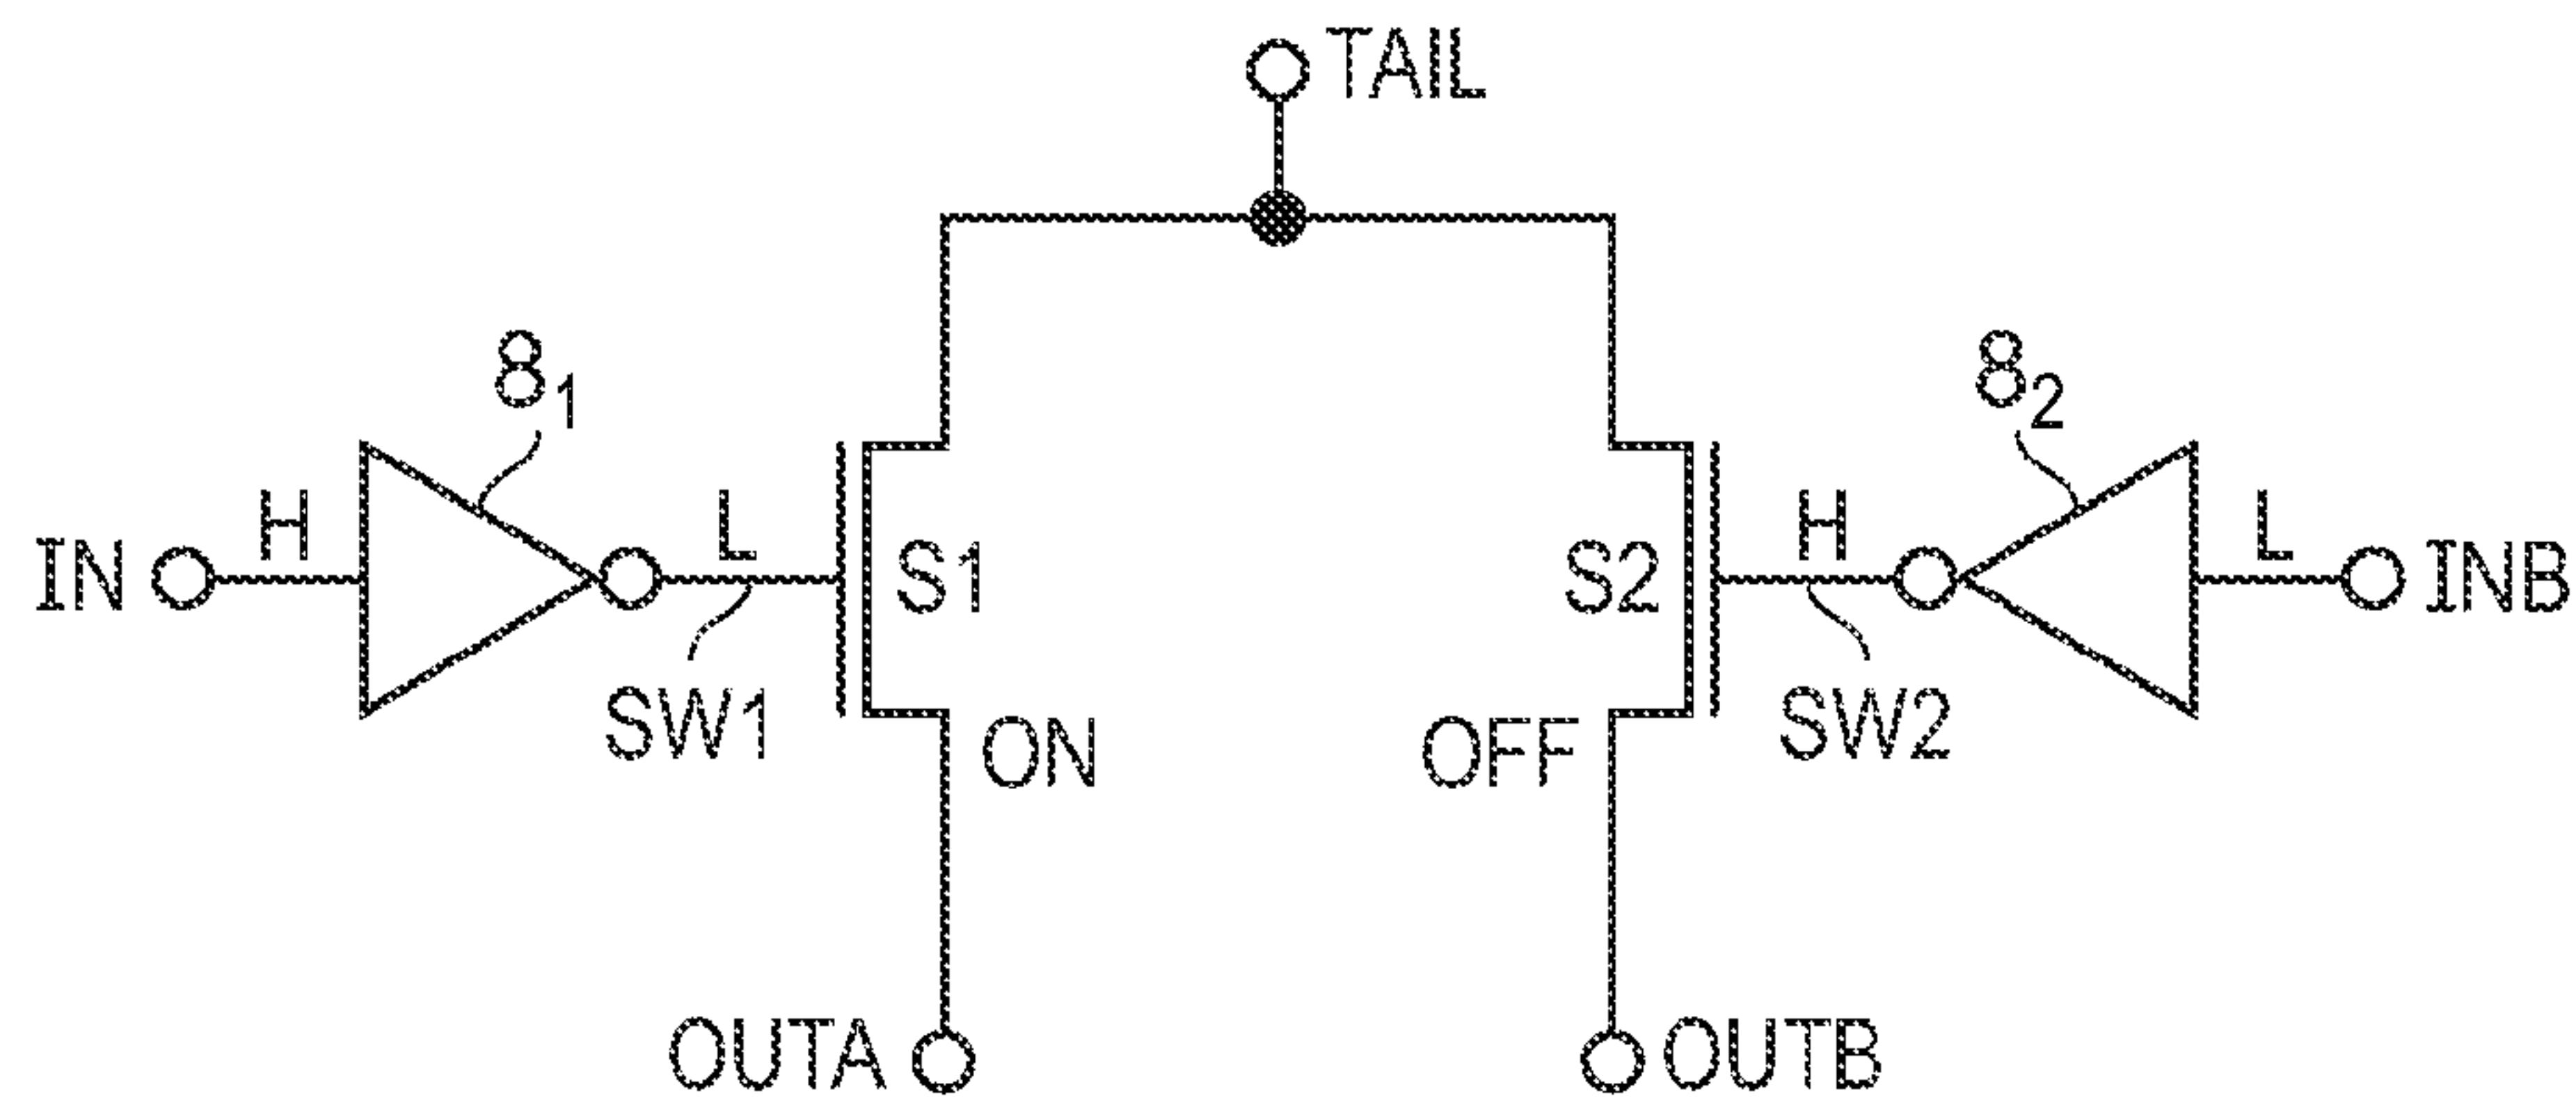 TAIL
8₁
8₂
IN
H
L
S1
S2
H
L
INB
SW1
ON
OFF
SW2
OUTA
OUTB